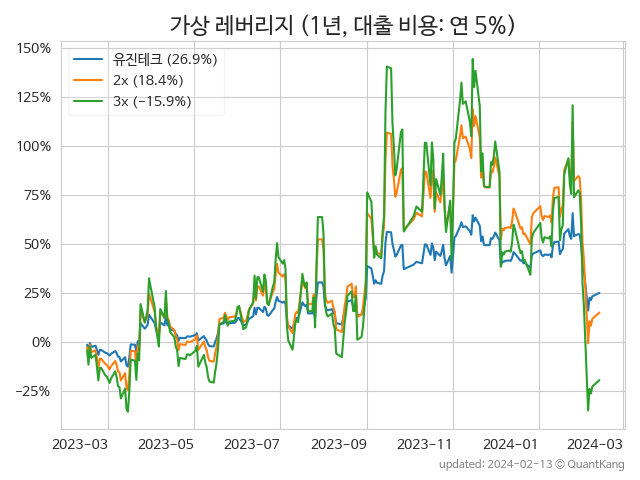 가상 레버리지 (1년, 대출 비용: 연 5%)
150%
125%
100%
75%
50%
25%
0%
−25%
유진테크 (26.9%)
2x (18.4%)
3x (−15.9%)
2023-03 2023-05 2023-07 2023-09 2023-11 2024-01 2024-03
updated: 2024-02-13 © QuantKang